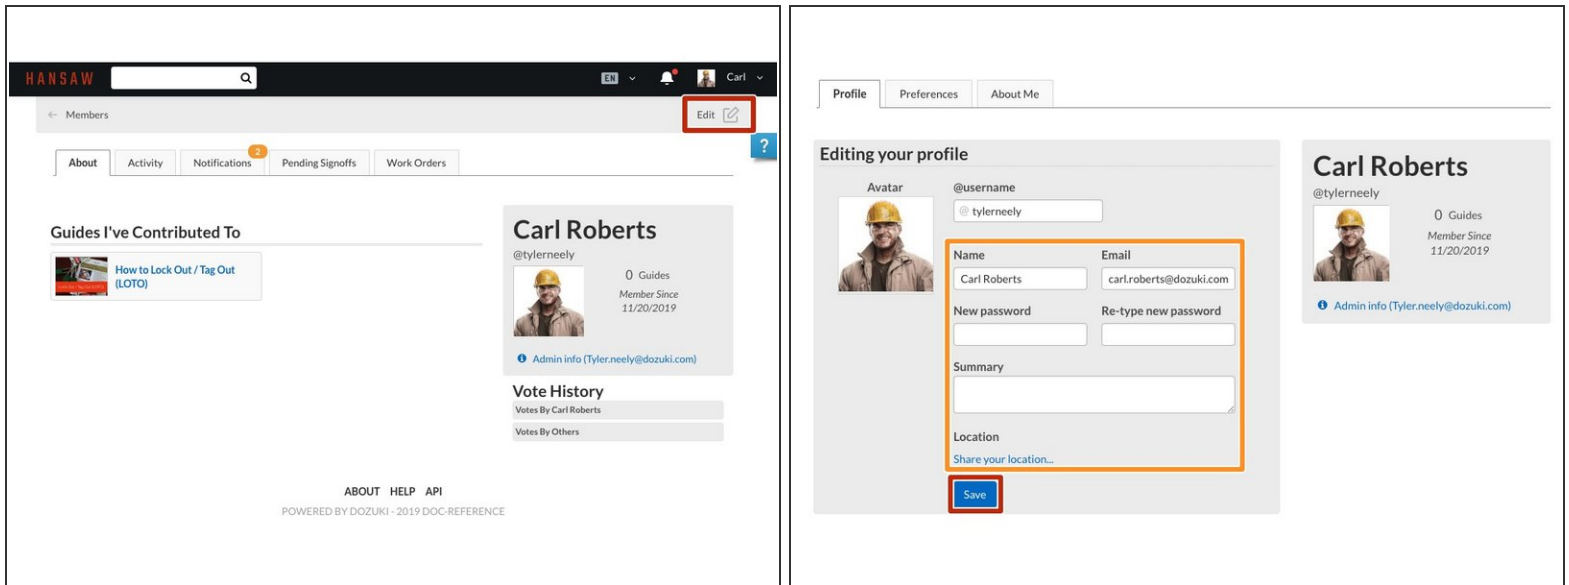 HANSAW
EN
Carl
← Members
Edit
?
About
Activity
Notifications
2
Pending Signoffs
Work Orders
Guides I've Contributed To
How to Lock Out / Tag Out
(LOTO)
Carl Roberts
@tylerneely
0 Guides
Member Since
11/20/2019
Admin info (Tyler.neely@dozuki.com)
Vote History
Votes By Carl Roberts
Votes By Others
ABOUT HELP API
POWERED BY DOZUKI - 2019 DOC-REFERENCE
Profile
Preferences
About Me
Editing your profile
Avatar
@username
@ tylerneely
Name
Email
Carl Roberts
carl.roberts@dozuki.com
New password
Re-type new password
Summary
Location
Share your location...
Save
Carl Roberts
@tylerneely
0 Guides
Member Since
11/20/2019
Admin info (Tyler.neely@dozuki.com)